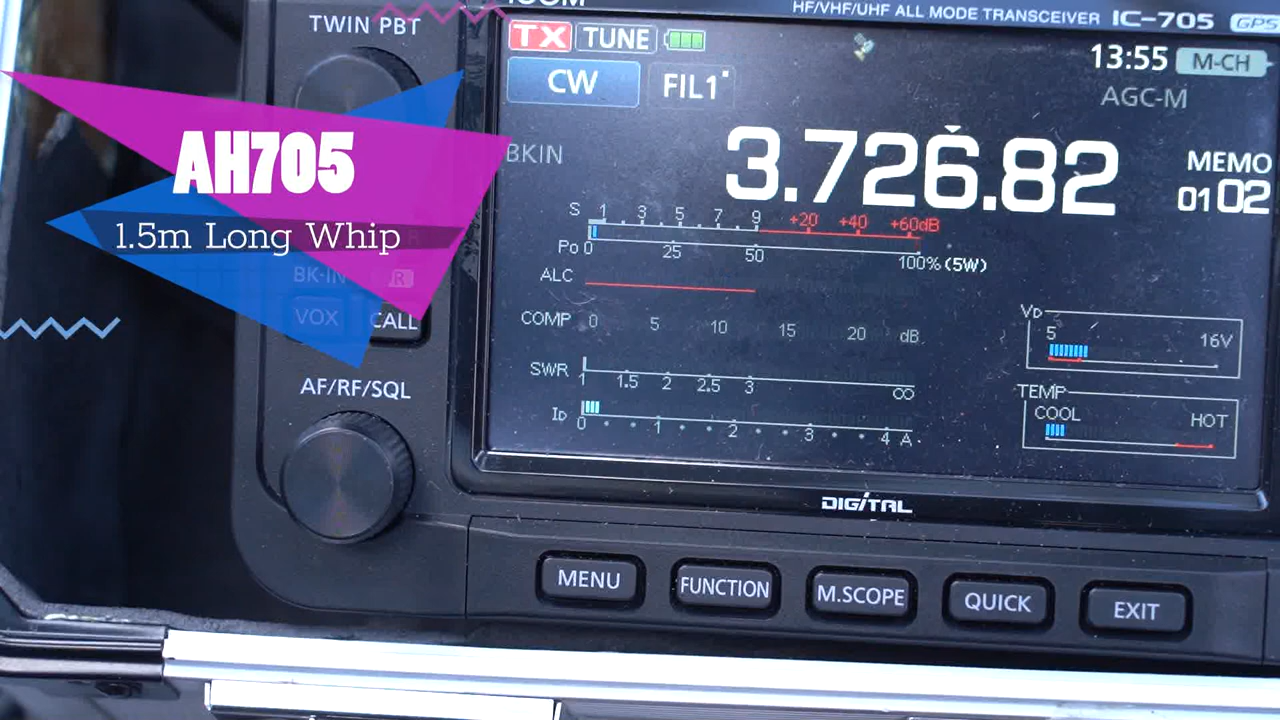 ICOM
HF/VHF/UHF ALL MODE TRANSCEIVER IC-705 GPS
TWIN PBT
TX TUNE
13:55 M-CH
CW FIL1
AGC-M
AH705
BKIN
3.726.82
MEMO
01 02
1.5m Long Whip
S 1 3 5 7 9 +20 +40 +60dB
Po 0 25 50 100% (5W)
BK-IN R
ALC
VOX CALL
COMP 0 5 10 15 20 dB
VD 5 16V
AF/RF/SQL
SWR 1 1.5 2 2.5 3 ∞
TEMP
COOL HOT
ID 0 1 2 3 4 A
DIGITAL
MENU FUNCTION M.SCOPE QUICK EXIT